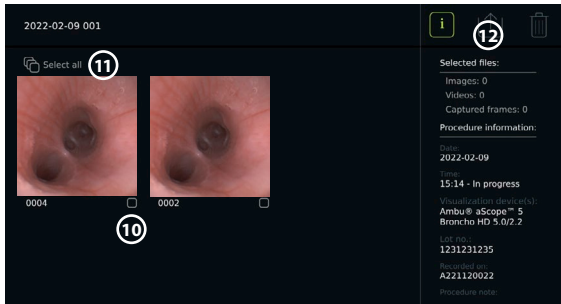 2022-02-09 001
i
12
Select all
11
0004
0002
10
Selected files:
Images: 0
Videos: 0
Captured frames: 0
Procedure information:
Date:
2022-02-09
Time:
15:14 - In progress
Visualization device(s):
Ambu® aScope™ 5
Broncho HD 5.0/2.2
Lot no.:
1231231235
Recorded on:
A221120022
Procedure note: